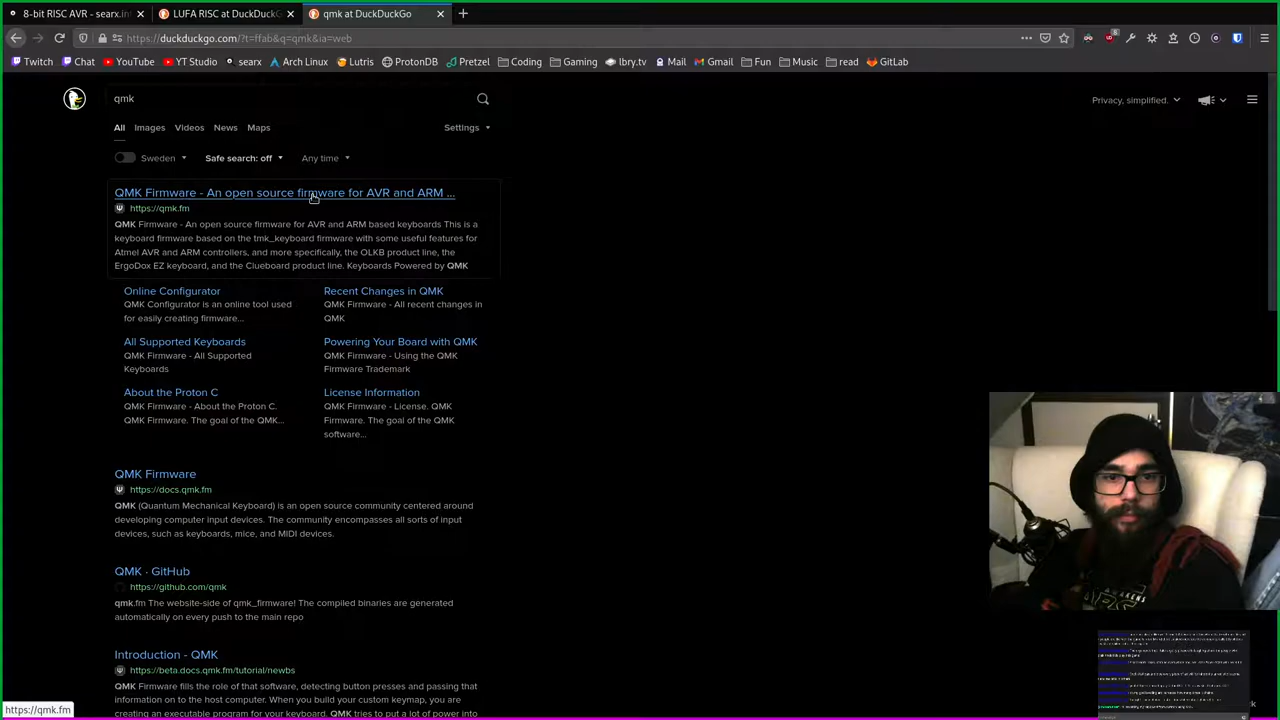 8-bit RISC AVR - searx.in
LUFA RISC at DuckDuckG
qmk at DuckDuckGo
https://duckduckgo.com/?t=ffab&q=qmk&ia=web
8
Twitch
Chat
YouTube
YT Studio
searx
Arch Linux
Lutris
ProtonDB
Pretzel
Coding
Gaming
lbry.tv
Mail
Gmail
Fun
Music
read
GitLab
qmk
Privacy, simplified.
All Images Videos News Maps
Settings
Sweden
Safe search: off
Any time
QMK Firmware - An open source firmware for AVR and ARM ...
https://qmk.fm
QMK Firmware - An open source firmware for AVR and ARM based keyboards This is a
keyboard firmware based on the tmk_keyboard firmware with some useful features for
Atmel AVR and ARM controllers, and more specifically, the OLKB product line, the
ErgoDox EZ keyboard, and the Clueboard product line. Keyboards Powered by QMK
Online Configurator
QMK Configurator is an online tool used
for easily creating firmware...
Recent Changes in QMK
QMK Firmware - All recent changes in
QMK
All Supported Keyboards
QMK Firmware - All Supported
Keyboards
Powering Your Board with QMK
QMK Firmware - Using the QMK
Firmware Trademark
About the Proton C
QMK Firmware - About the Proton C.
QMK Firmware. The goal of the QMK...
License Information
QMK Firmware - License. QMK
Firmware. The goal of the QMK
software...
QMK Firmware
https://docs.qmk.fm
QMK (Quantum Mechanical Keyboard) is an open source community centered around
developing computer input devices. The community encompasses all sorts of input
devices, such as keyboards, mice, and MIDI devices.
QMK · GitHub
https://github.com/qmk
qmk.fm The website-side of qmk_firmware! The compiled binaries are generated
automatically on every push to the main repo
Introduction - QMK
https://beta.docs.qmk.fm/tutorial/newbs
QMK Firmware fills the role of that software, detecting button presses and passing that
information on to the host computer. When you build your custom keymap, you are
creating an executable program for your keyboard. QMK tries to put a lot of power into
https://qmk.fm